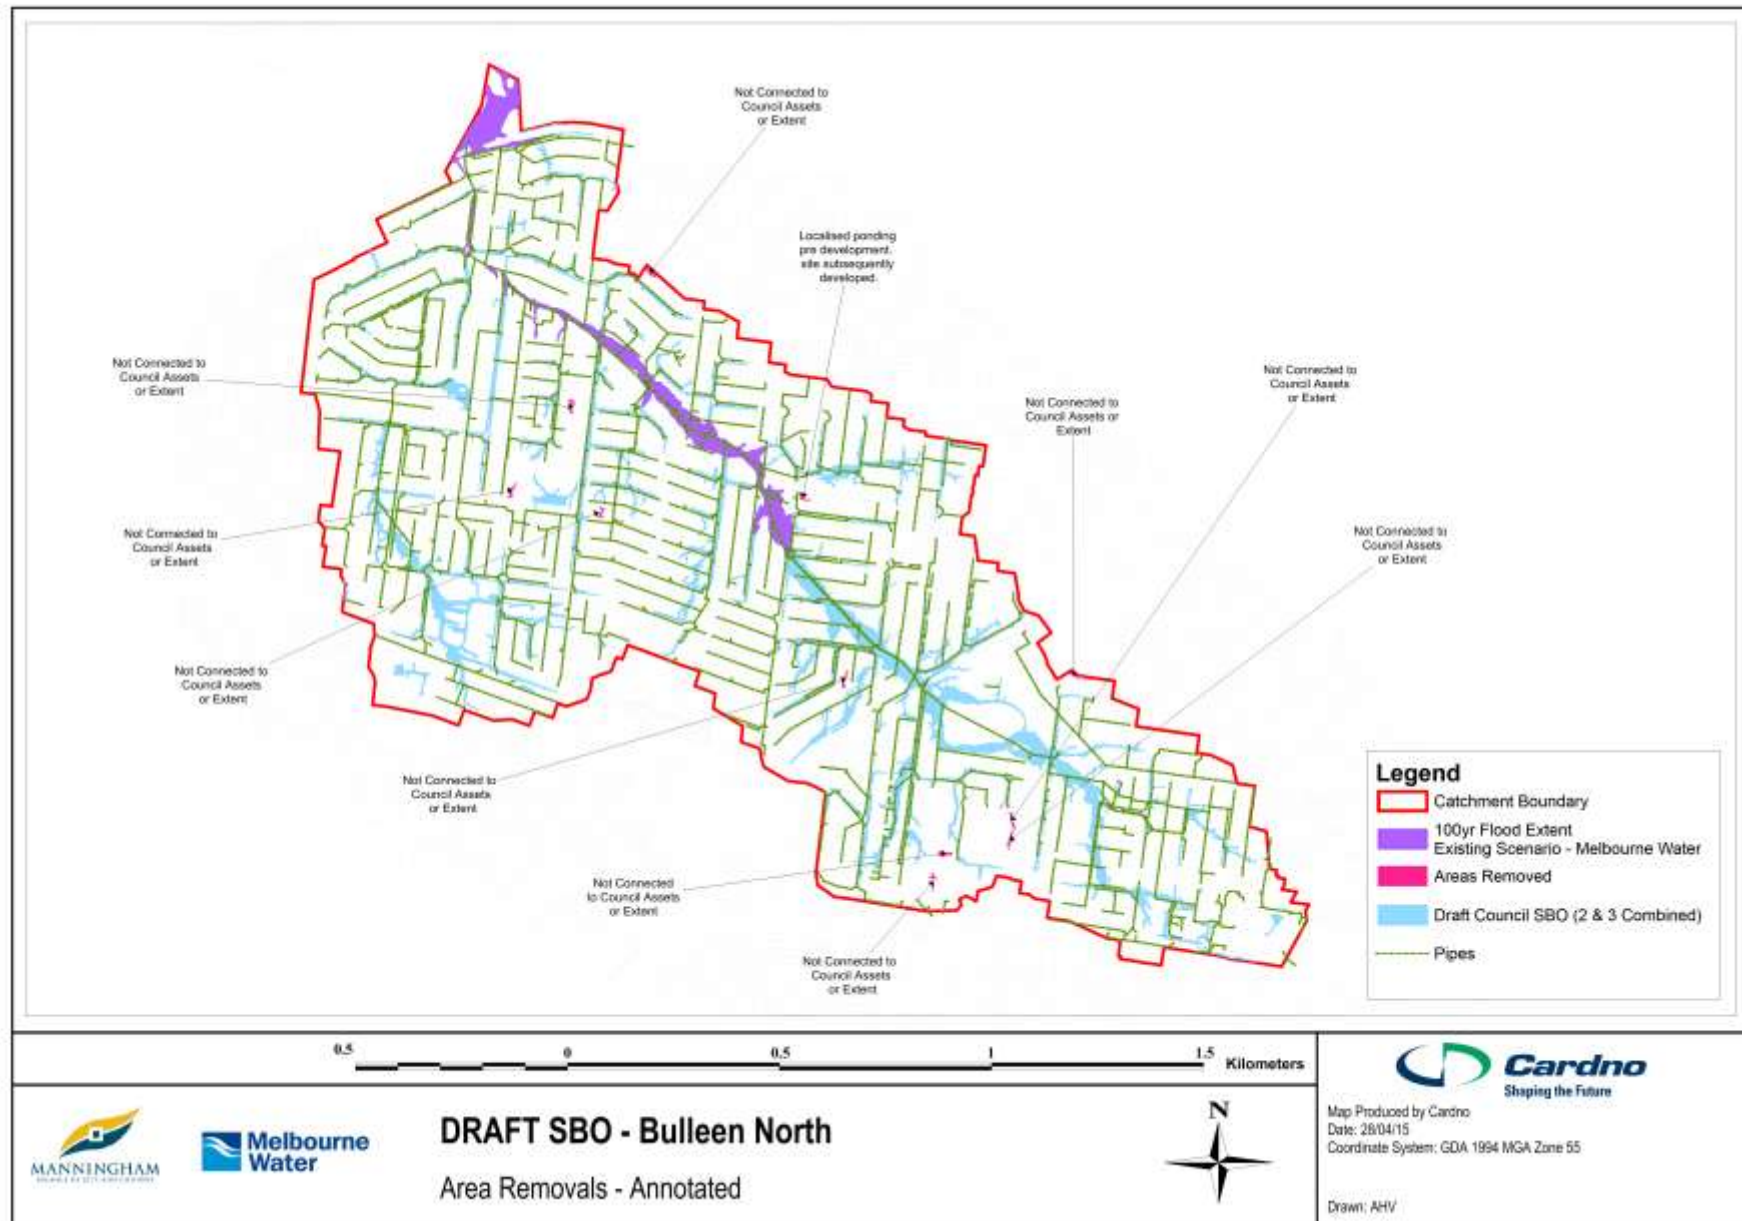 Not Connected to
Council Assets
or Extent
Localised ponding
pre development.
site subsequently
developed.
Not Connected to
Council Assets
or Extent
Not Connected to
Council Assets
or Extent
Not Connected to
Council Assets or
Extent
Not Connected to
Council Assets
or Extent
Not Connected to
Council Assets
or Extent
Not Connected to
Council Assets
or Extent
Not Connected to
Council Assets
or Extent
Not Connected
to Council Assets
or Extent
Not Connected to
Council Assets
or Extent
Legend
Catchment Boundary
100yr Flood Extent
Existing Scenario - Melbourne Water
Areas Removed
Draft Council SBO (2 & 3 Combined)
Pipes
0.5 0 0.5 1 1.5 Kilometers
MANNINGHAM
Melbourne
Water
DRAFT SBO - Bulleen North
Area Removals - Annotated
N
Cardno
Shaping the Future
Map Produced by Cardno
Date: 28/04/15
Coordinate System: GDA 1994 MGA Zone 55
Drawn: AHV